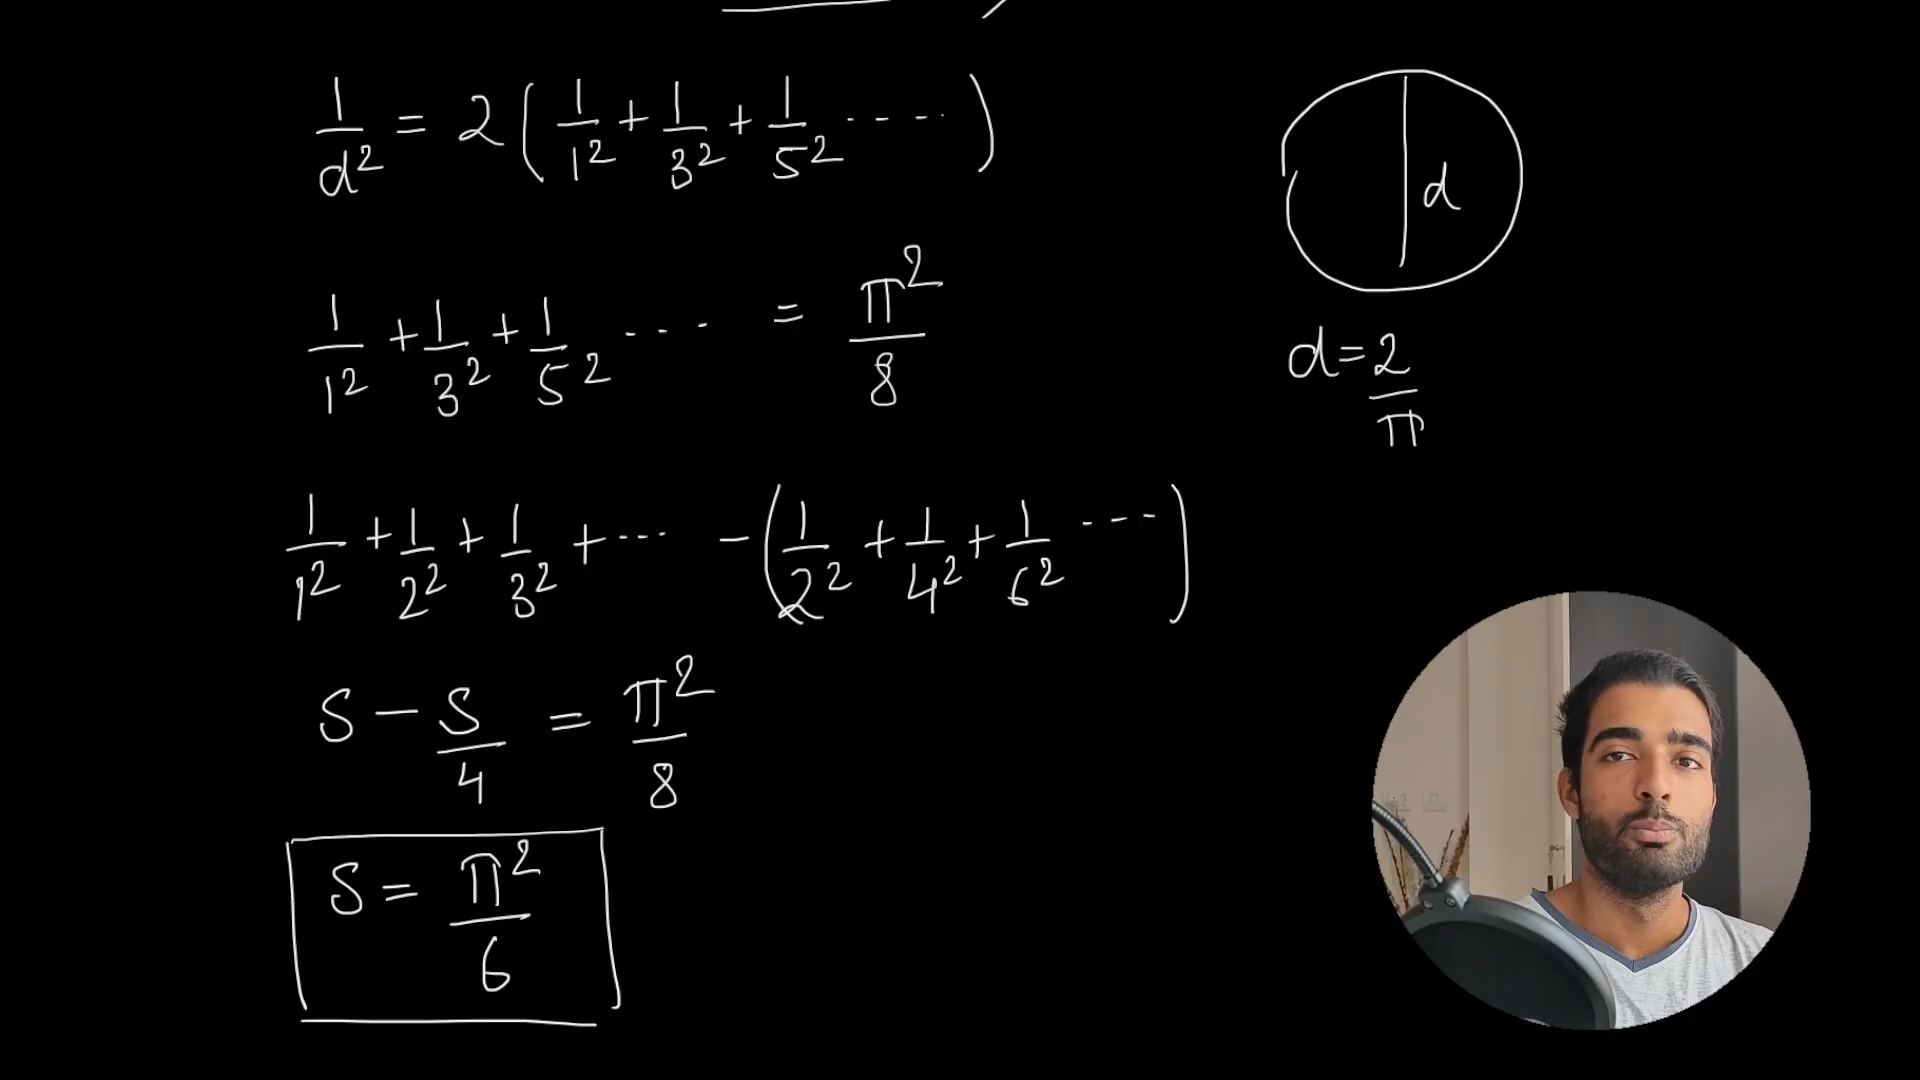 1/d² = 2(1/1² + 1/3² + 1/5² ·····)
d
1/1² + 1/3² + 1/5² ···· = π²/8
d = 2/π
1/1² + 1/2² + 1/3² + ···· - (1/2² + 1/4² + 1/6² ····)
S - S/4 = π²/8
S = π²/6